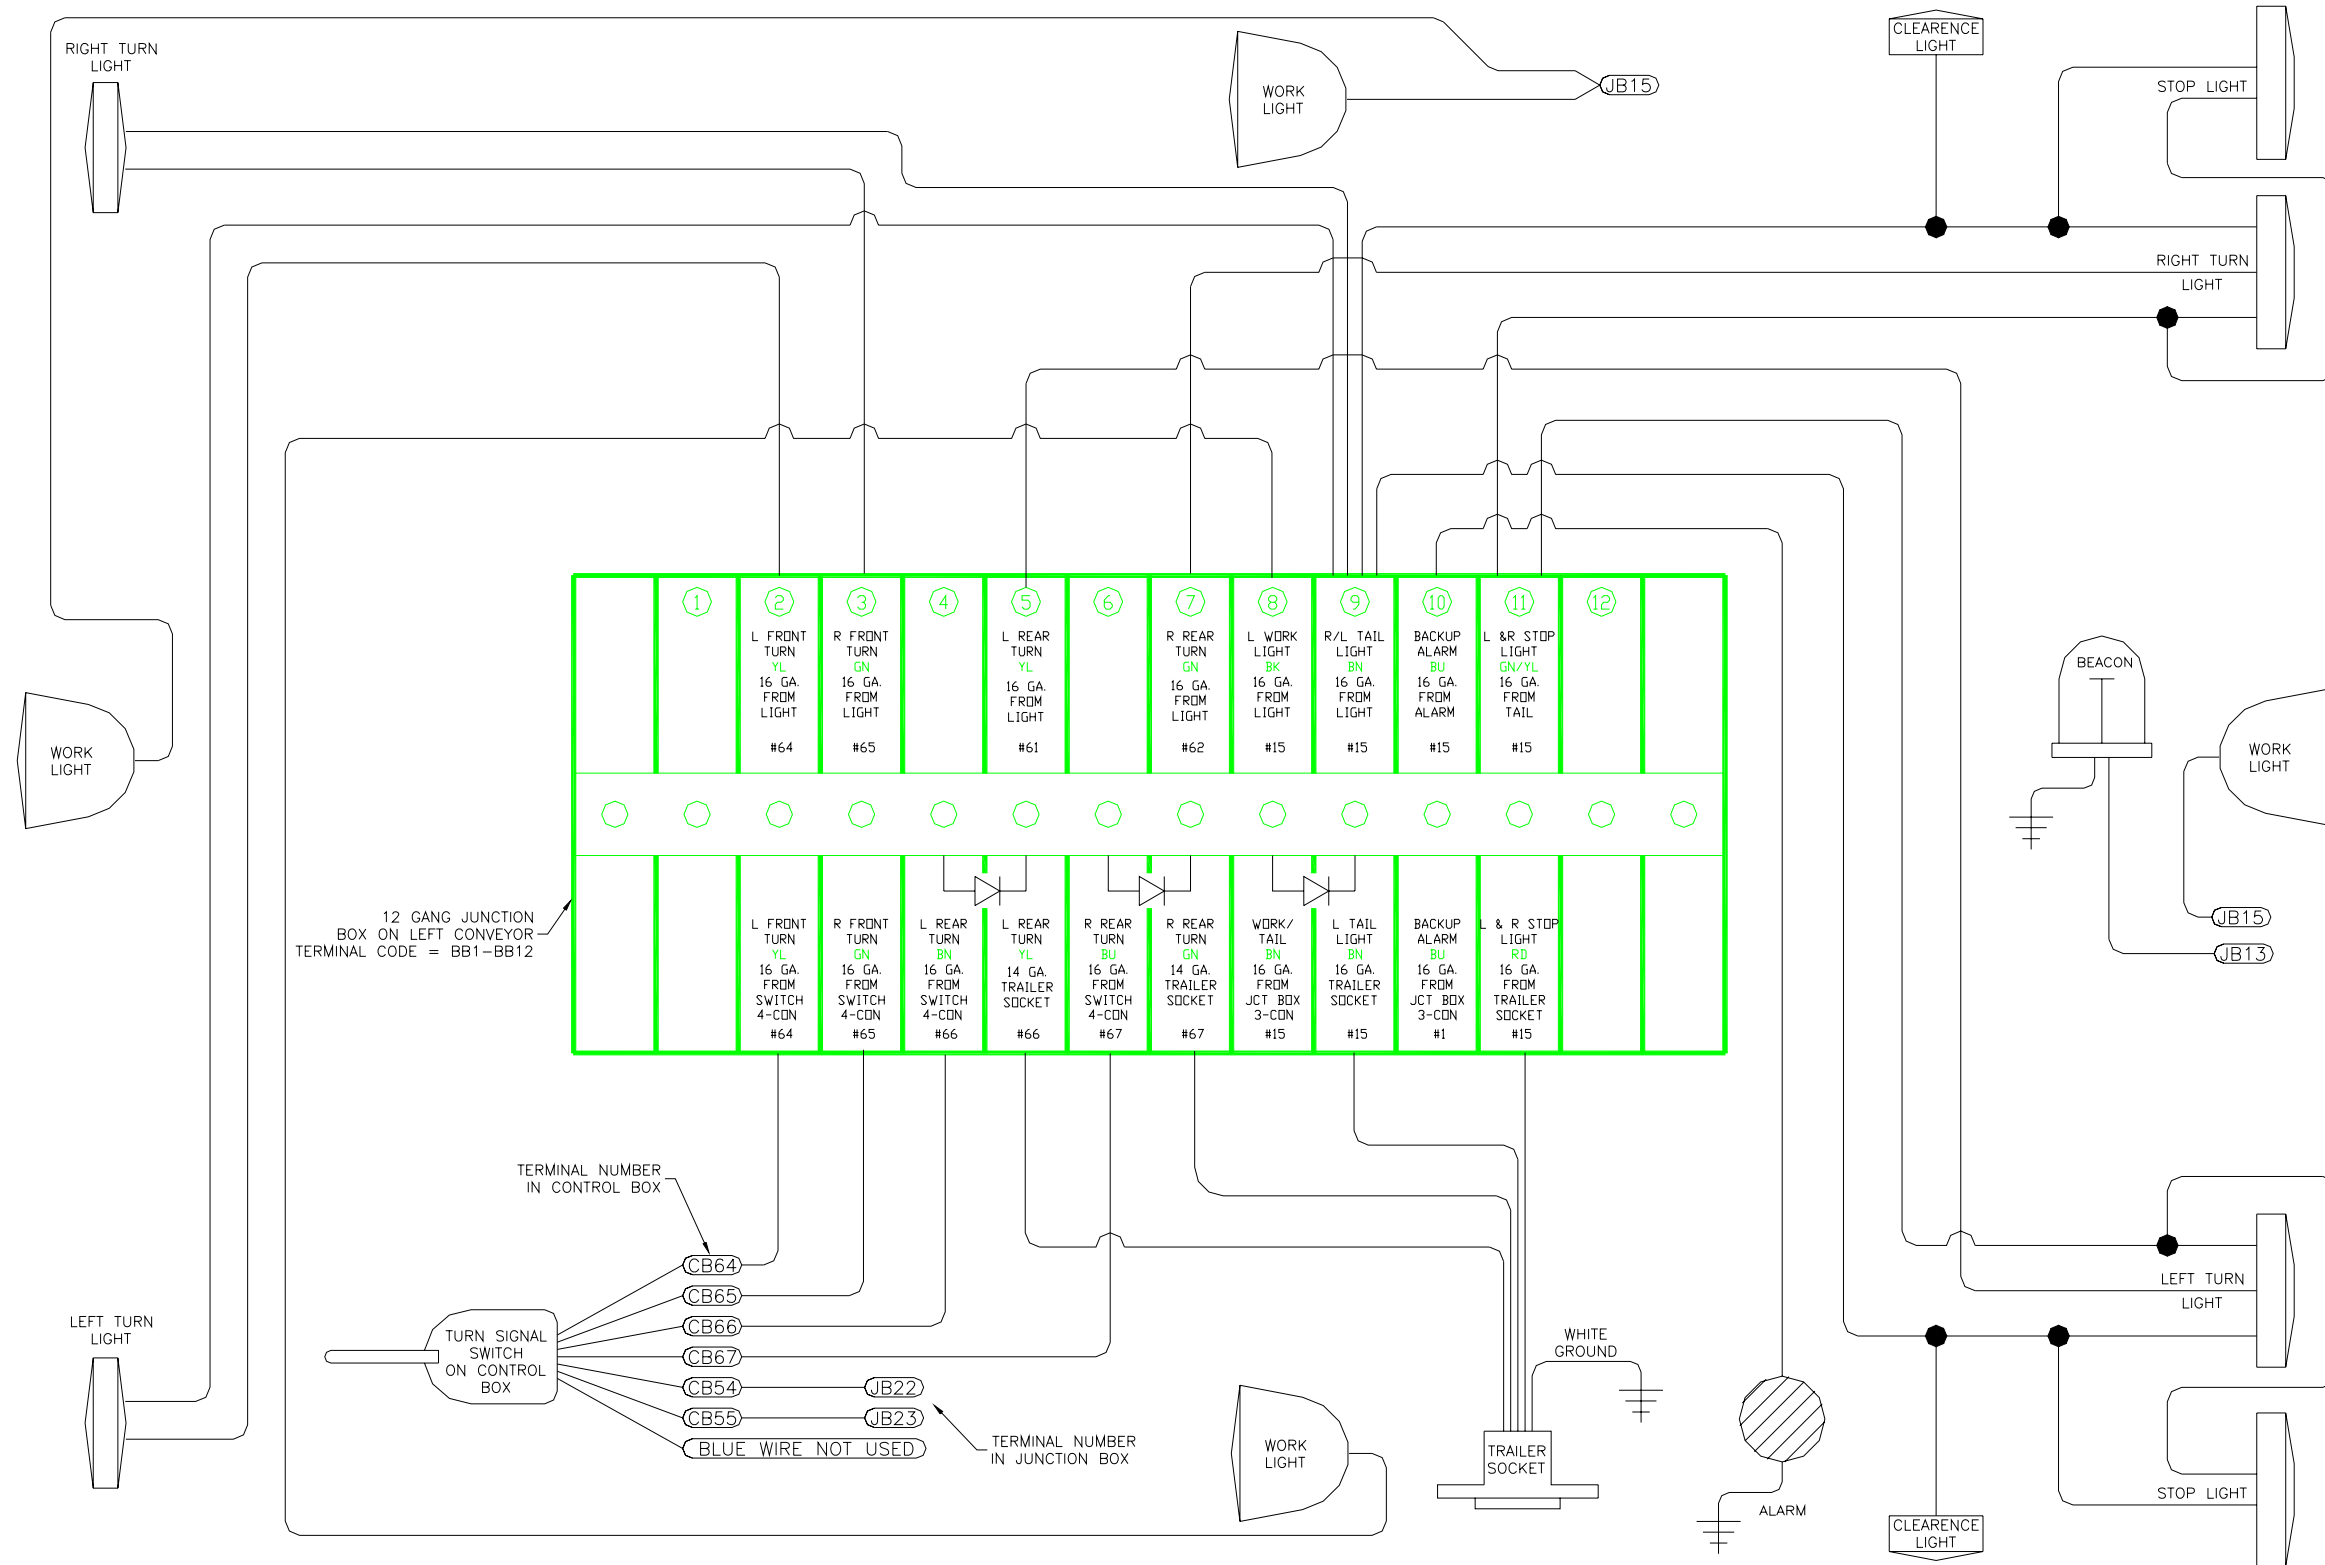 RIGHT TURN
LIGHT
WORK
LIGHT
JB15
CLEARENCE
LIGHT
STOP LIGHT
RIGHT TURN
LIGHT
1
2
3
4
5
6
7
8
9
10
11
12
L FRONT
TURN
YL
16 GA.
FROM
LIGHT
#64
R FRONT
TURN
GN
16 GA.
FROM
LIGHT
#65
L REAR
TURN
YL
16 GA.
FROM
LIGHT
#61
R REAR
TURN
GN
16 GA.
FROM
LIGHT
#62
L WORK
LIGHT
BK
16 GA.
FROM
LIGHT
#15
R/L TAIL
LIGHT
BN
16 GA.
FROM
LIGHT
#15
BACKUP
ALARM
BU
16 GA.
FROM
ALARM
#15
L &R STOP
LIGHT
GN/YL
16 GA.
FROM
TAIL
#15
BEACON
WORK
LIGHT
WORK
LIGHT
JB15
JB13
12 GANG JUNCTION
BOX ON LEFT CONVEYOR
TERMINAL CODE = BB1-BB12
L FRONT
TURN
YL
16 GA.
FROM
SWITCH
4-CON
#64
R FRONT
TURN
GN
16 GA.
FROM
SWITCH
4-CON
#65
L REAR
TURN
BN
16 GA.
FROM
SWITCH
4-CON
#66
L REAR
TURN
YL
14 GA.
TRAILER
SOCKET
#66
R REAR
TURN
BU
16 GA.
FROM
SWITCH
4-CON
#67
R REAR
TURN
GN
14 GA.
TRAILER
SOCKET
#67
WORK/
TAIL
BN
16 GA.
FROM
JCT BOX
3-CON
#15
L TAIL
LIGHT
BN
16 GA.
TRAILER
SOCKET
#15
BACKUP
ALARM
BU
16 GA.
FROM
JCT BOX
3-CON
#1
L & R STOP
LIGHT
RD
16 GA.
FROM
TRAILER
SOCKET
#15
TERMINAL NUMBER
IN CONTROL BOX
CB64
CB65
CB66
CB67
CB54
JB22
CB55
JB23
BLUE WIRE NOT USED
TURN SIGNAL
SWITCH
ON CONTROL
BOX
TERMINAL NUMBER
IN JUNCTION BOX
LEFT TURN
LIGHT
WORK
LIGHT
WHITE
GROUND
TRAILER
SOCKET
ALARM
LEFT TURN
LIGHT
STOP LIGHT
CLEARENCE
LIGHT